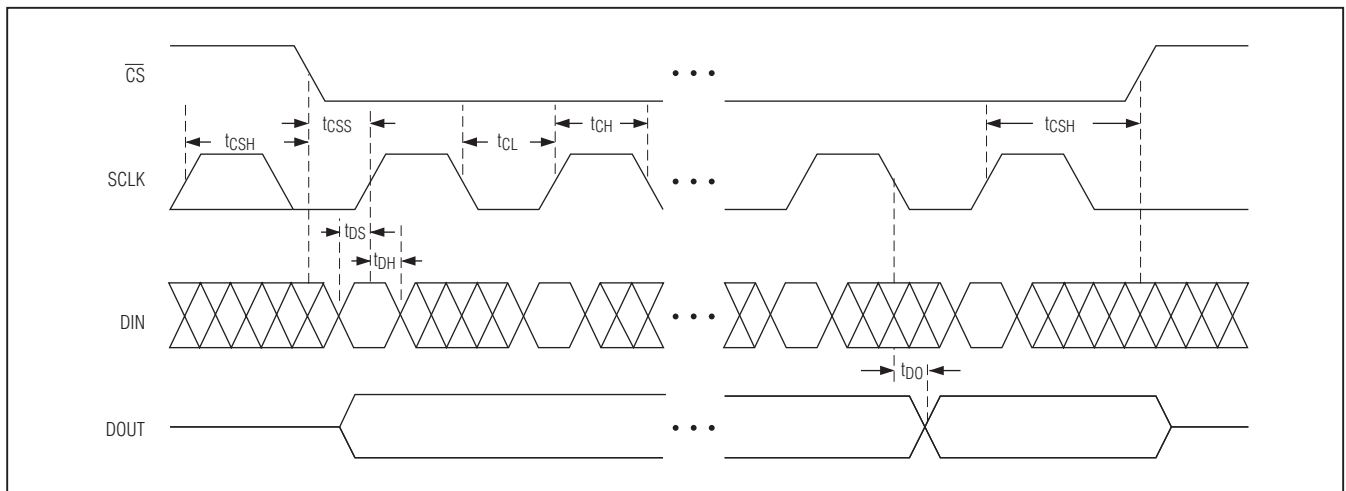 CS
tCSH
tCSS
tCL
tCH
tCSH
SCLK
tDS
tDH
DIN
tDO
DOUT